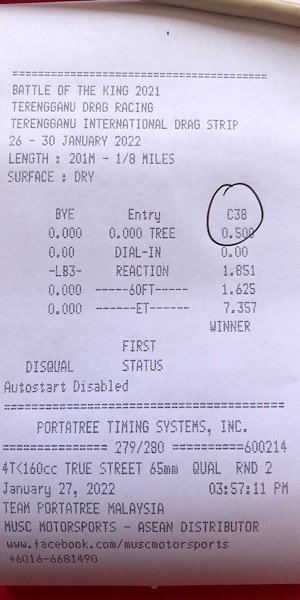 =====================================
BATTLE OF THE KING 2021
TERENGGANU DRAG RACING
TERENGGANU INTERNATIONAL DRAG STRIP
26 - 30 JANUARY 2022
LENGTH : 201M - 1/8 MILES
SURFACE : DRY
BYE Entry C38
0.000 0.000 TREE 0.500
0.00 DIAL-IN 0.00
-LB3- REACTION 1.851
0.000 ------60FT----- 1.625
0.000 ------ET------ 7.357
WINNER
FIRST
DISQUAL STATUS
Autostart Disabled
=====================================
PORTATREE TIMING SYSTEMS, INC.
============== 279/280 ==========600214
4T<160cc TRUE STREET 65mm QUAL RND 2
January 27, 2022 03:57:11 PM
TEAM PORTATREE MALAYSIA
MUSC MOTORSPORTS - ASEAN DISTRIBUTOR
www.facebook.com/muscmotorsports
+6016-6681490